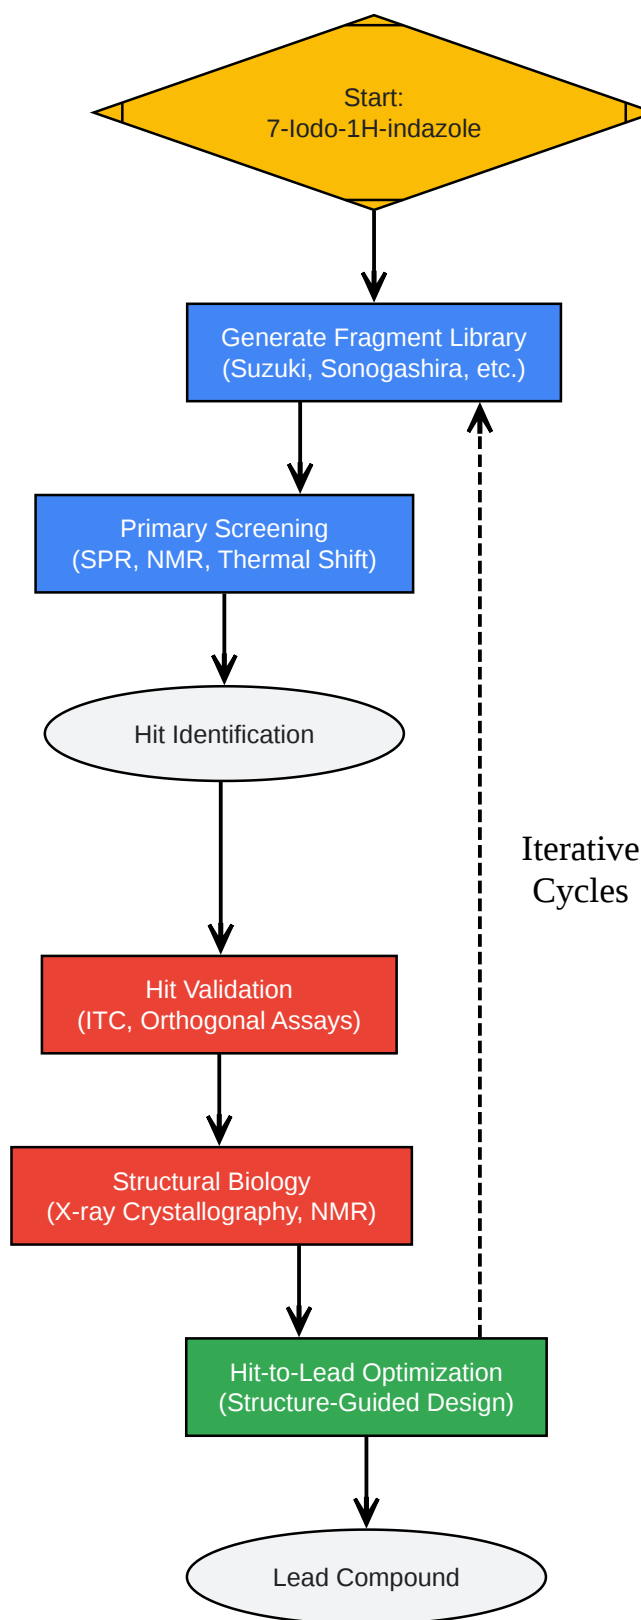 Start:
7-Iodo-1H-indazole
Generate Fragment Library
(Suzuki, Sonogashira, etc.)
Primary Screening
(SPR, NMR, Thermal Shift)
Hit Identification
Iterative
Cycles
Hit Validation
(ITC, Orthogonal Assays)
Structural Biology
(X-ray Crystallography, NMR)
Hit-to-Lead Optimization
(Structure-Guided Design)
Lead Compound